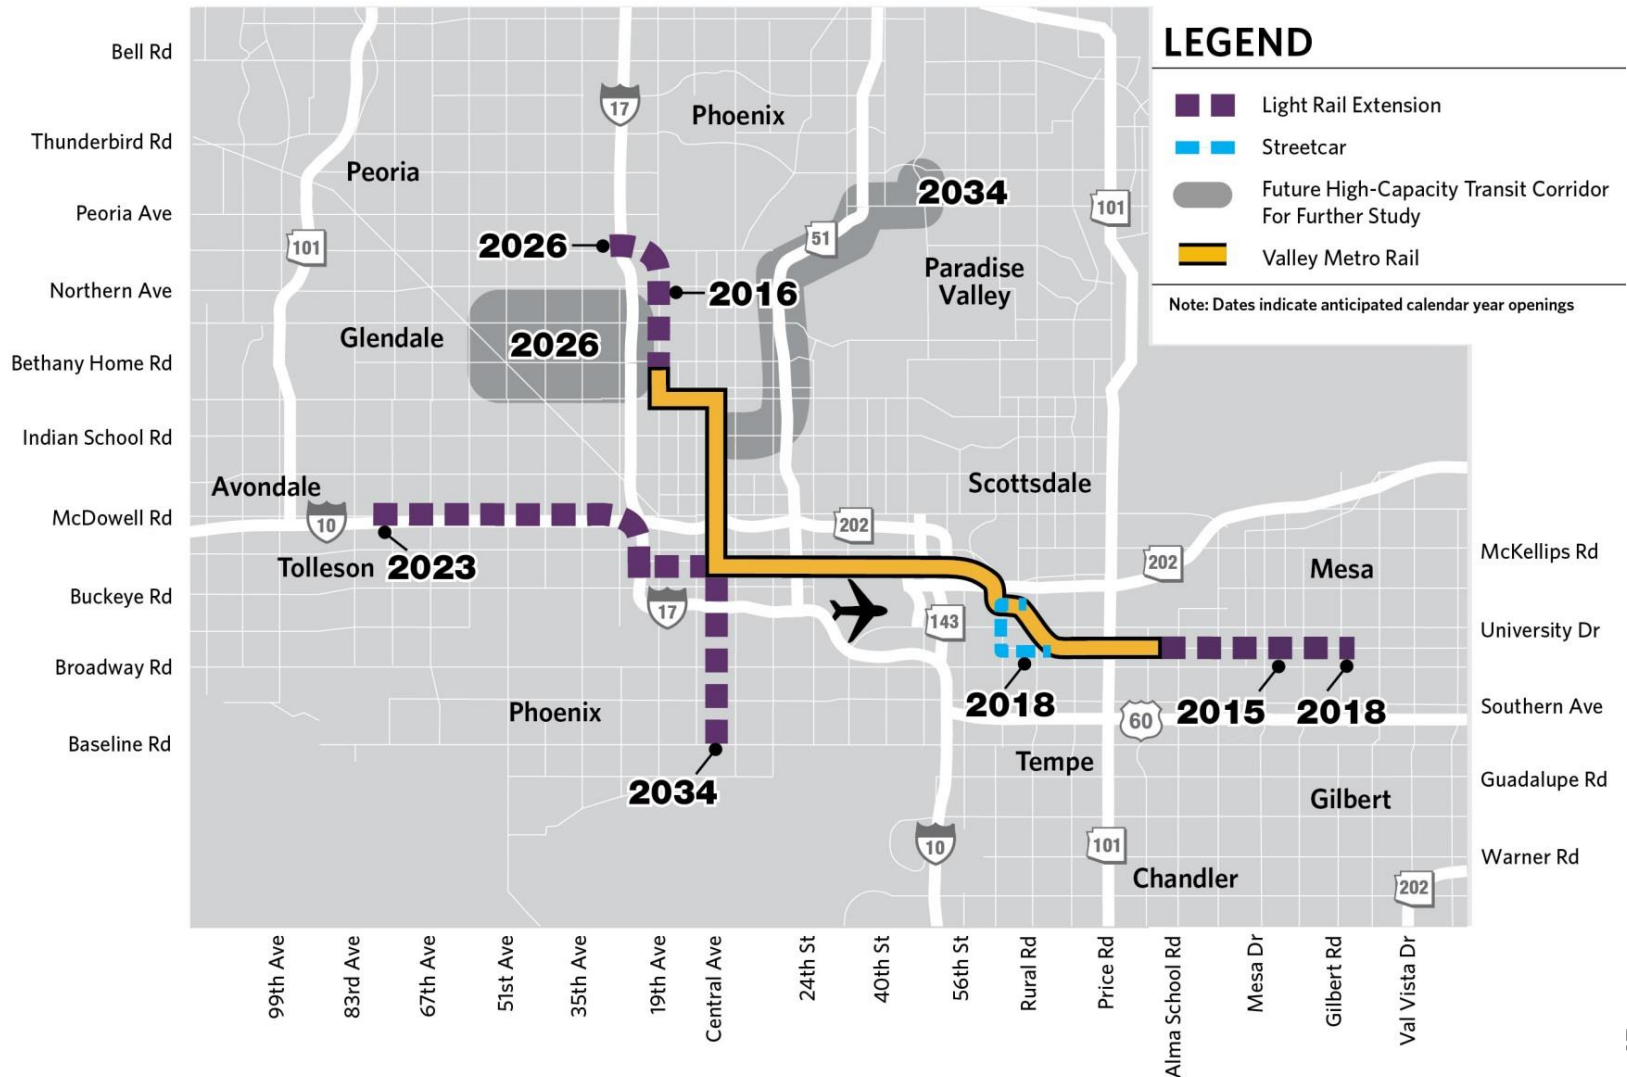 LEGEND
Light Rail Extension
Streetcar
Future High-Capacity Transit Corridor
For Further Study
Valley Metro Rail
Note: Dates indicate anticipated calendar year openings
Bell Rd
Thunderbird Rd
Peoria Ave
Northern Ave
Bethany Home Rd
Indian School Rd
McDowell Rd
Buckeye Rd
Broadway Rd
Baseline Rd
17
Phoenix
Peoria
2034
101
101
2026
51
2016
Paradise
Valley
Glendale
2026
Avondale
Scottsdale
10
202
202
Tolleson
2023
Mesa
17
143
2018
2015
2018
60
Phoenix
Tempe
2034
Gilbert
10
101
Chandler
202
McKellips Rd
University Dr
Southern Ave
Guadalupe Rd
Warner Rd
99th Ave
83rd Ave
67th Ave
51st Ave
35th Ave
19th Ave
Central Ave
24th St
40th St
56th St
Rural Rd
Price Rd
Alma School Rd
Mesa Dr
Gilbert Rd
Val Vista Dr